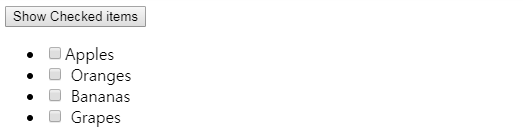 Show Checked items
Apples
Oranges
Bananas
Grapes